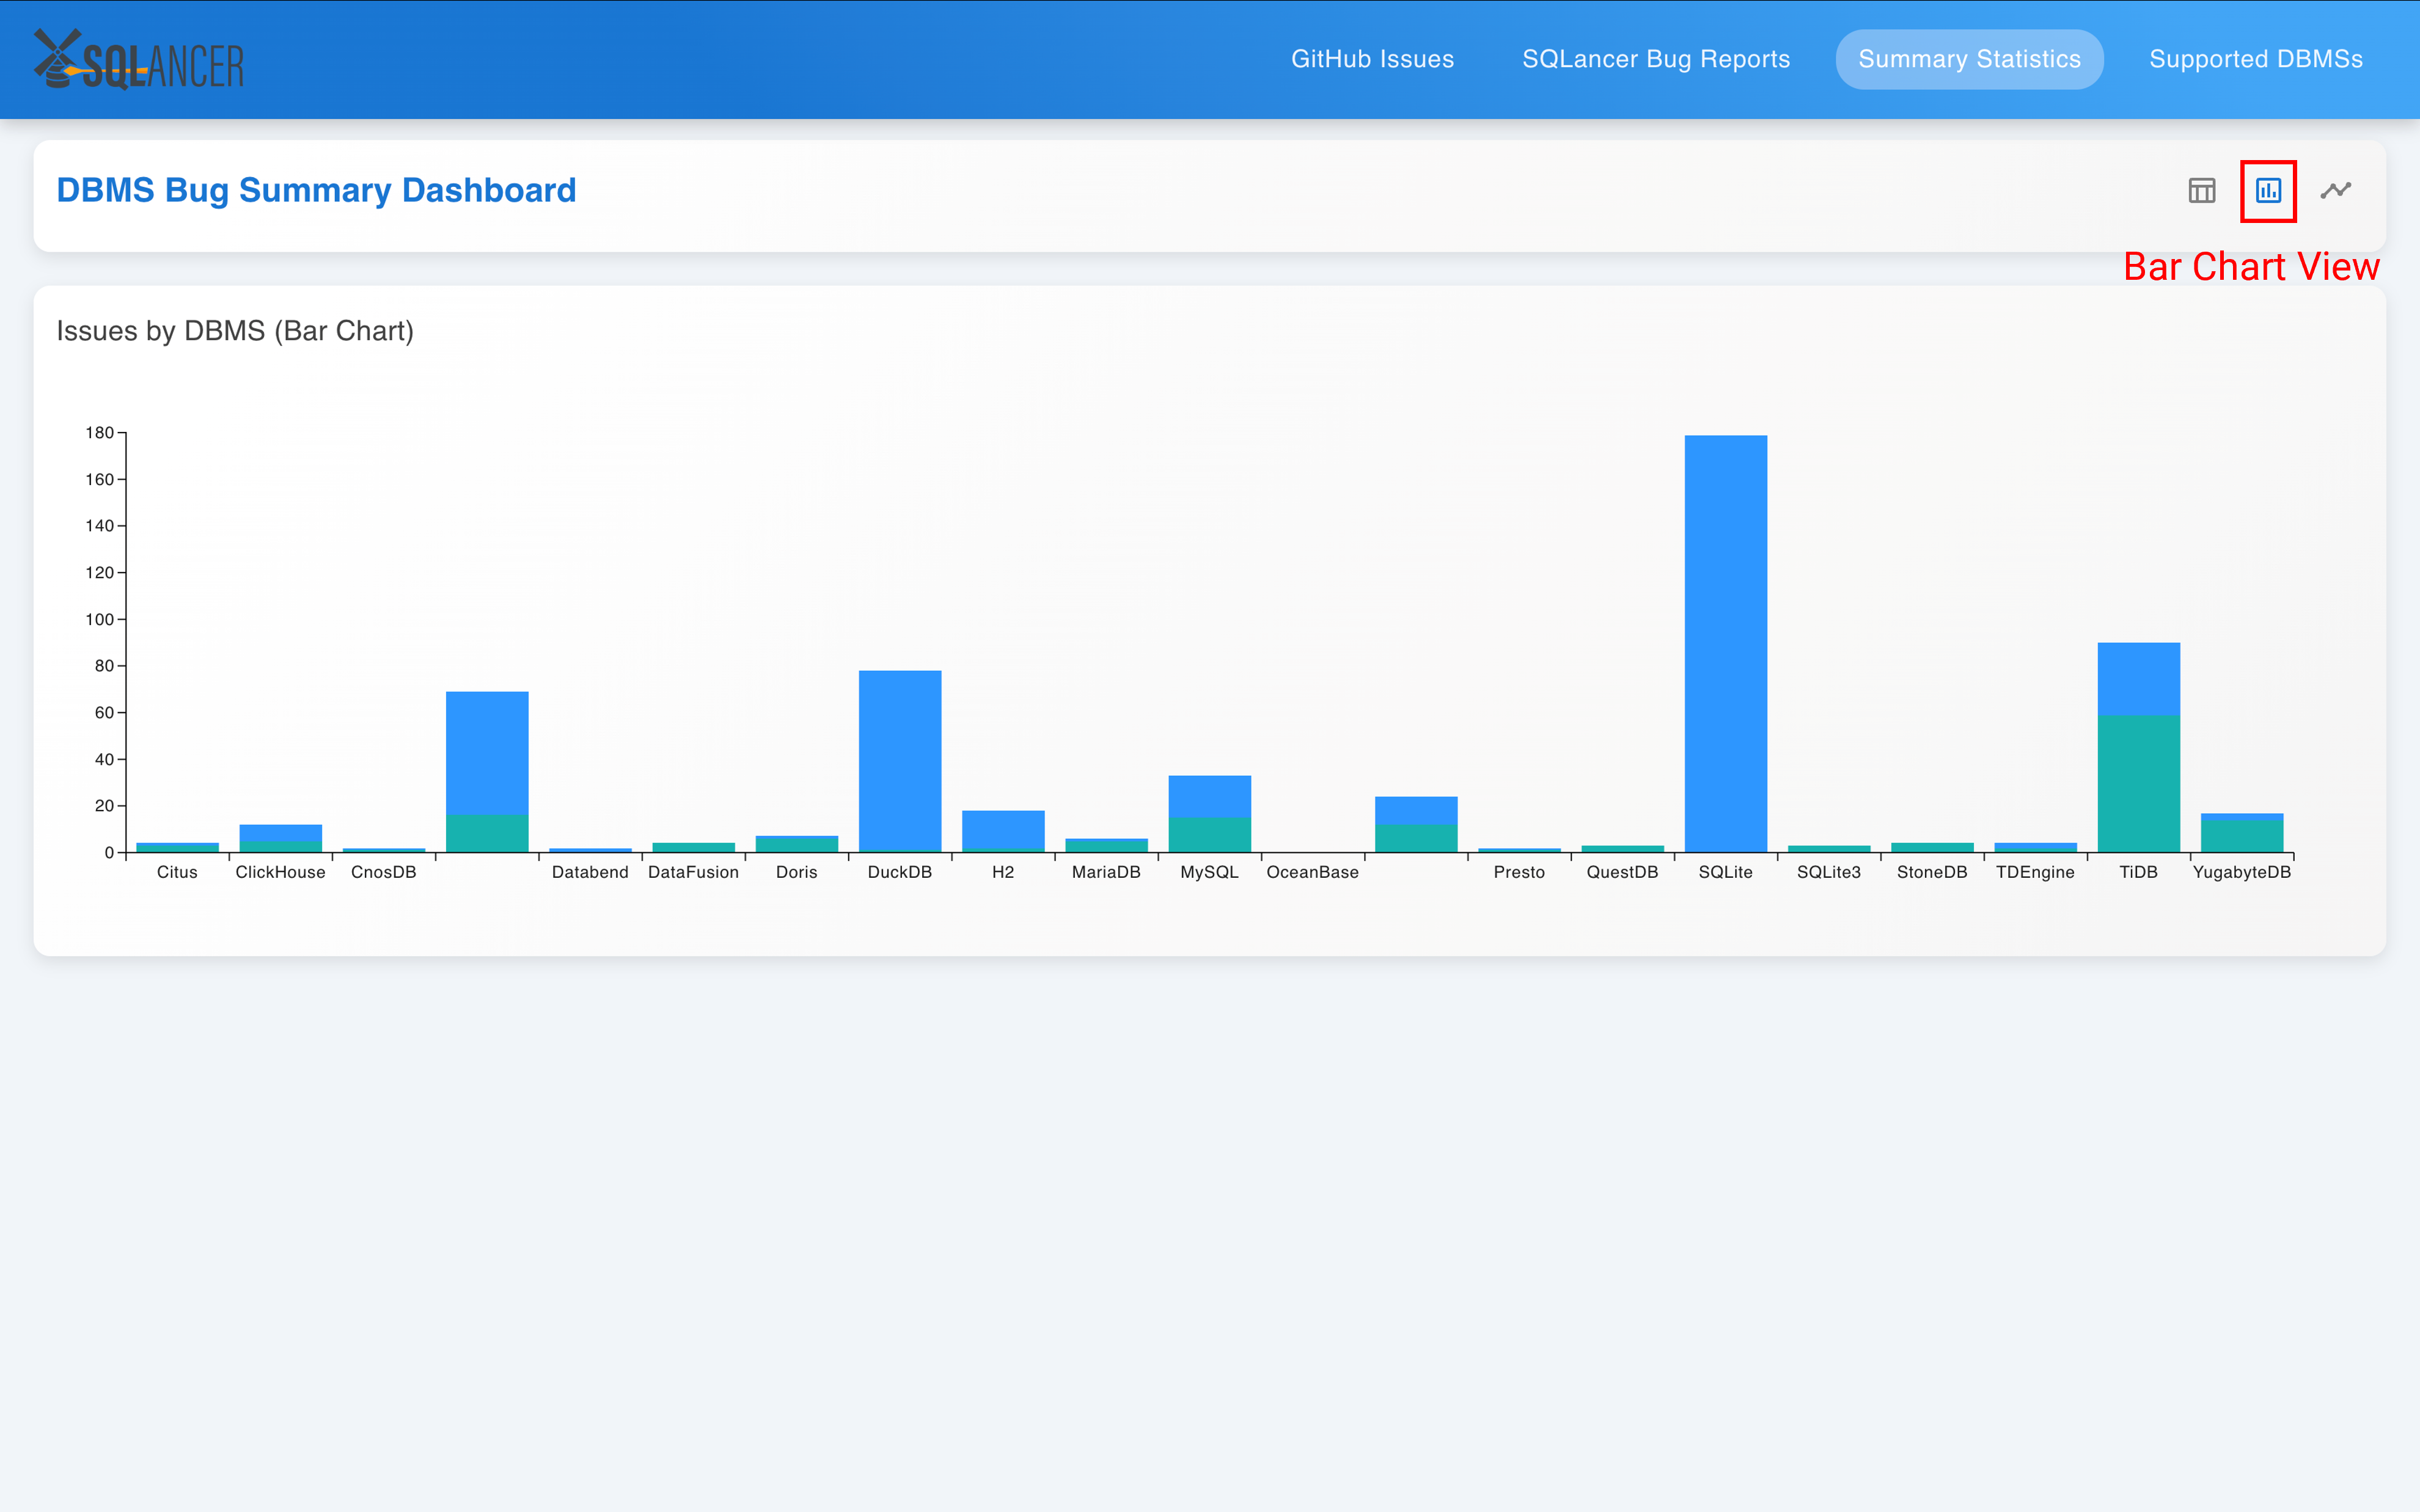 SQLANCER
GitHub Issues
SQLancer Bug Reports
Summary Statistics
Supported DBMSs
DBMS Bug Summary Dashboard
Bar Chart View
Issues by DBMS (Bar Chart)
180
160
140
120
100
80
60
40
20
0
Citus
ClickHouse
CnosDB
Databend
DataFusion
Doris
DuckDB
H2
MariaDB
MySQL
OceanBase
Presto
QuestDB
SQLite
SQLite3
StoneDB
TDEngine
TiDB
YugabyteDB